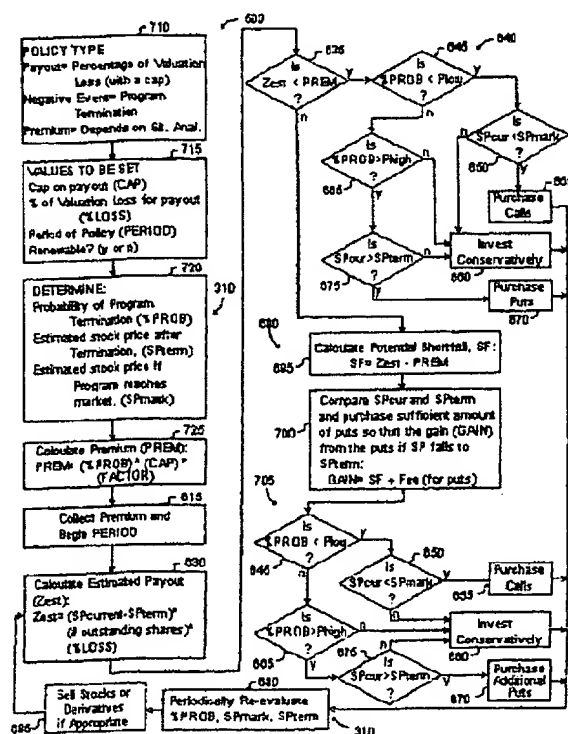 710
600
POLICY TYPE
Payout= Percentage of Valuation
Loss (with a cap)
Negative Event= Program
Termination
Premium= Depends on Sit. Anal.
715
VALUES TO BE SET
Cap on payout (CAP)
% of Valuation Loss for payout
(%LOSS)
Period of Policy (PERIOD)
Renewable? (y or n)
720
310
DETERMINE:
Probability of Program
Termination (%PROB)
Estimated stock price after
Termination, (SPterm)
Estimated stock price if
Program reaches
market, (SPmark)
725
Calculate Premium (PREM):
PREM= (%PROB) * (CAP) *
(FACTOR)
615
Collect Premium and
Begin PERIOD
630
Calculate Estimated Payout
(Zest):
Zest= (SPcurrent-SPterm)*
(# outstanding shares)*
(%LOSS)
635
Is
Zest < PREM
?
y
n
645
640
Is
%PROB < Plow
?
y
n
Is
SPcur<SPmark
?
650
n
y
655
Purchase
Calls
Is
%PROB>Phigh
?
665
n
y
Invest
Conservatively
660
Is
SPcur>SPterm
?
675
n
y
Purchase
Puts
670
680
Calculate Potential Shortfall, SF:
SF= Zest - PREM
695
700
Compare SPcur and SPterm
and purchase sufficient amount
of puts so that the gain (GAIN)
from the puts if SP falls to
SPterm:
GAIN= SF + Fee (for puts)
705
Is
%PROB < Plow
?
645
y
n
650
Is
SPcur<SPmark
?
y
n
Purchase
Calls
655
Is
%PROB>Phigh
?
665
n
y
Invest
Conservatively
660
675
Is
SPcur>SPterm
?
n
y
Purchase
Additional
Puts
670
Periodically Re-evaluate
%PROB, SPmark, SPterm
310
Sell Stocks or
Derivatives
if Appropriate
685